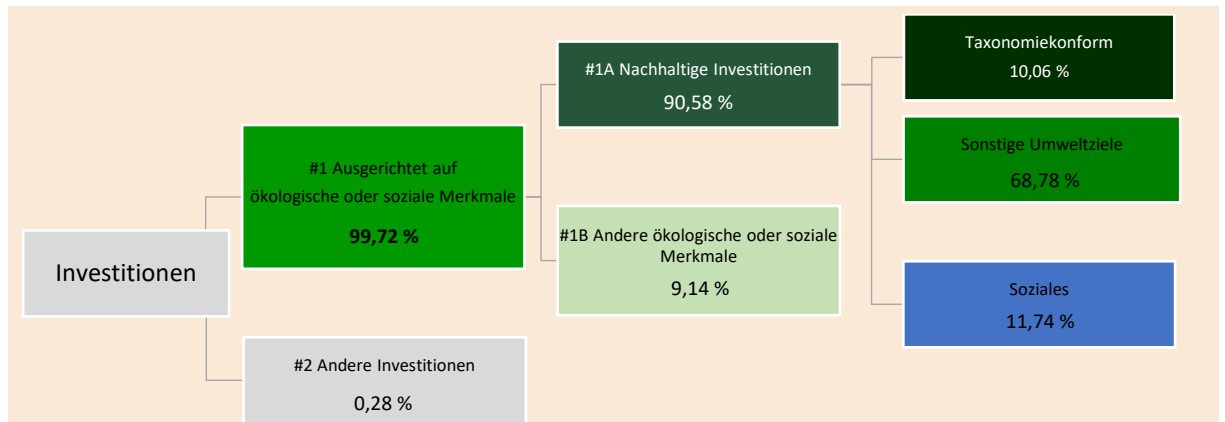 Investitionen
#1 Ausgerichtet auf
ökologische oder soziale Merkmale
99,72 %
#2 Andere Investitionen
0,28 %
#1A Nachhaltige Investitionen
90,58 %
#1B Andere ökologische oder soziale
Merkmale
9,14 %
Taxonomiekonform
10,06 %
Sonstige Umweltziele
68,78 %
Soziales
11,74 %